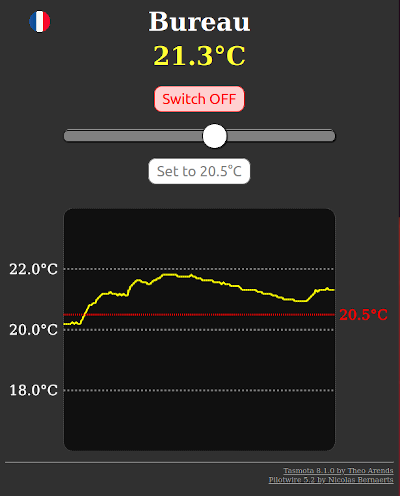 Bureau
21.3°C
Switch OFF
Set to 20.5°C
22.0°C
20.5°C
20.0°C
18.0°C
Tasmota 8.1.0 by Theo Arends
Pilotwire 5.2 by Nicolas Bernaerts